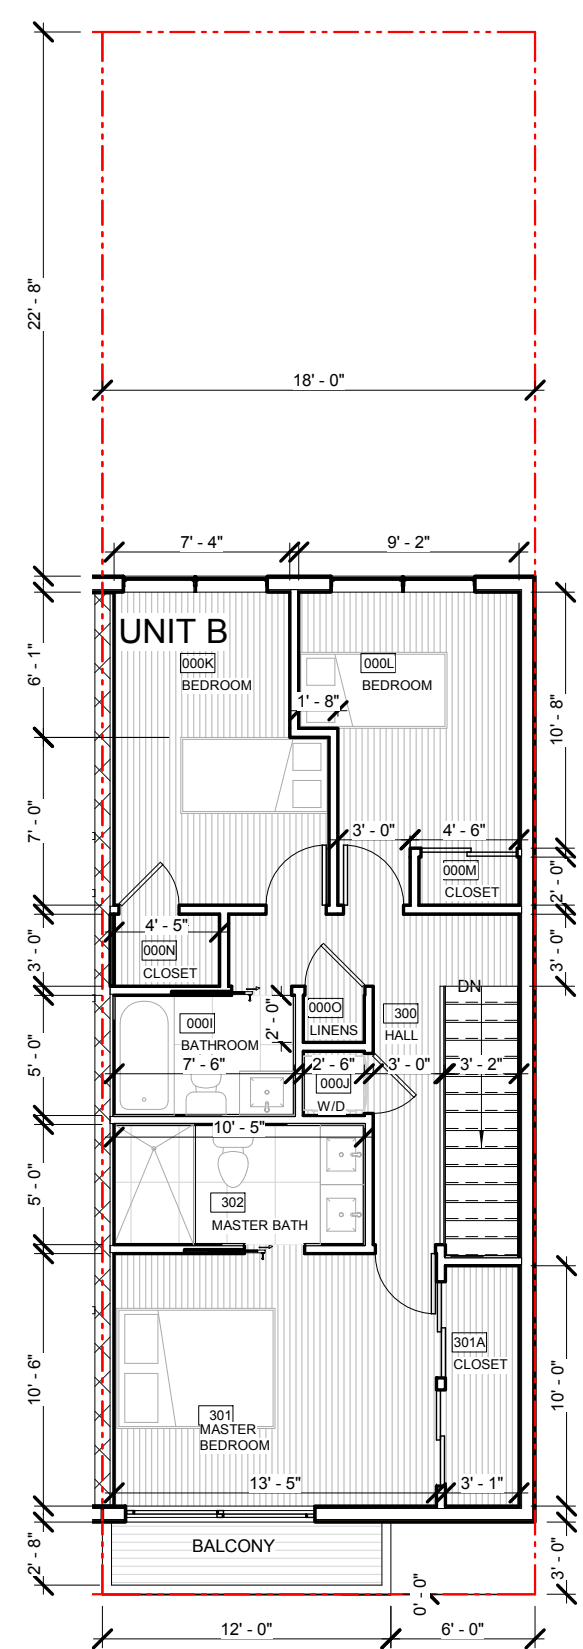 22' - 8"
18' - 0"
7' - 4"
9' - 2"
UNIT B
000K
BEDROOM
000L
BEDROOM
6' - 1"
1' - 8"
10' - 8"
7' - 0"
3' - 0"
4' - 6"
000M
CLOSET
2' - 0"
4' - 5"
000N
CLOSET
3' - 0"
3' - 0"
DN
000I
BATHROOM
2' - 0"
000O
LINENS
300
HALL
5' - 0"
7' - 6"
2' - 6"
3' - 0"
3' - 2"
000J
W/D
10' - 5"
5' - 0"
302
MASTER BATH
10' - 6"
301A
CLOSET
10' - 0"
301
MASTER
BEDROOM
13' - 5"
3' - 1"
BALCONY
2' - 8"
0' - 0"
3' - 0"
12' - 0"
6' - 0"